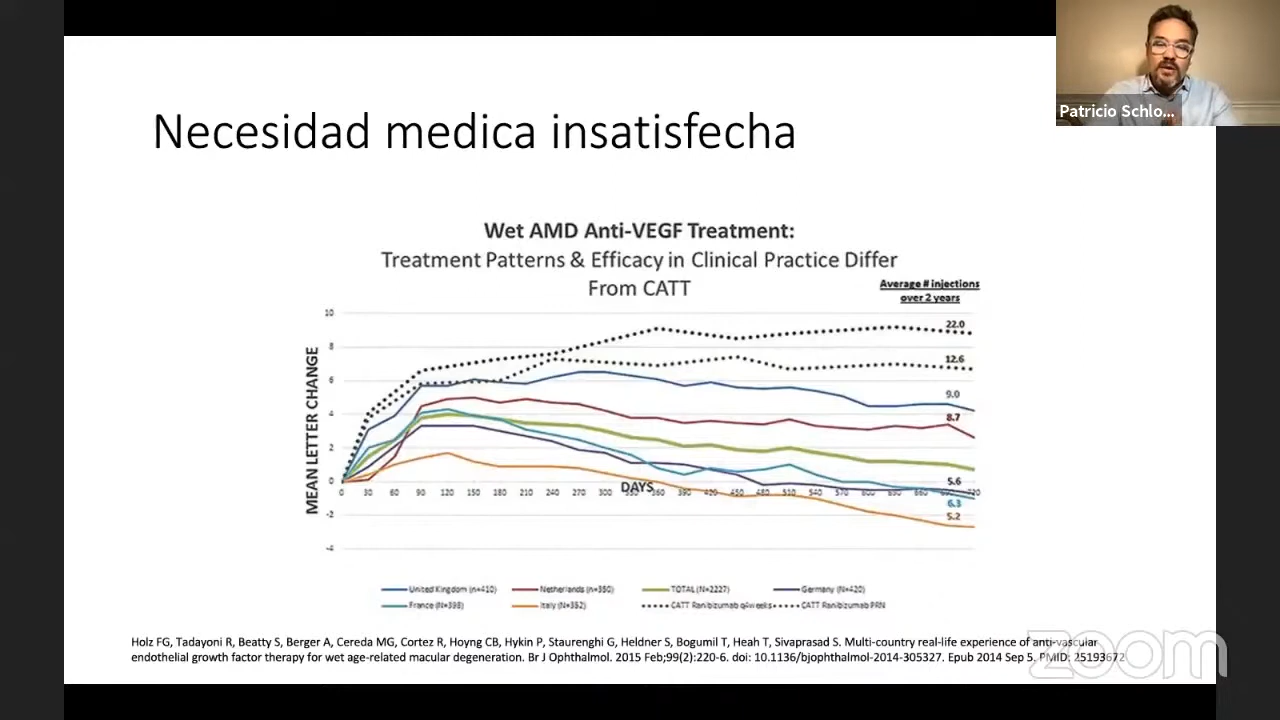 Patricio Schlo...
Necesidad medica insatisfecha
Wet AMD Anti-VEGF Treatment:
Treatment Patterns & Efficacy in Clinical Practice Differ
From CATT
Average # injections
over 2 years
MEAN LETTER CHANGE
10
8
6
4
2
0
-2
-4
22.0
12.6
9.0
8.7
5.6
6.3
5.2
DAYS
0 30 60 90 120 150 180 210 240 270 300 330 360 390 420 450 480 510 540 570 600 630 660 690 720
United Kingdom (n=410) Netherlands (n=350) TOTAL (N=2227) Germany (N=420)
France (N=398) Italy (N=352) CATT Ranibizumab q4weeks CATT Ranibizumab PRN
Holz FG, Tadayoni R, Beatty S, Berger A, Cereda MG, Cortez R, Hoyng CB, Hykin P, Staurenghi G, Heldner S, Bogumil T, Heah T, Sivaprasad S. Multi-country real-life experience of anti-vascular
endothelial growth factor therapy for wet age-related macular degeneration. Br J Ophthalmol. 2015 Feb;99(2):220-6. doi: 10.1136/bjophthalmol-2014-305327. Epub 2014 Sep 5. PMID: 25193672
zoom